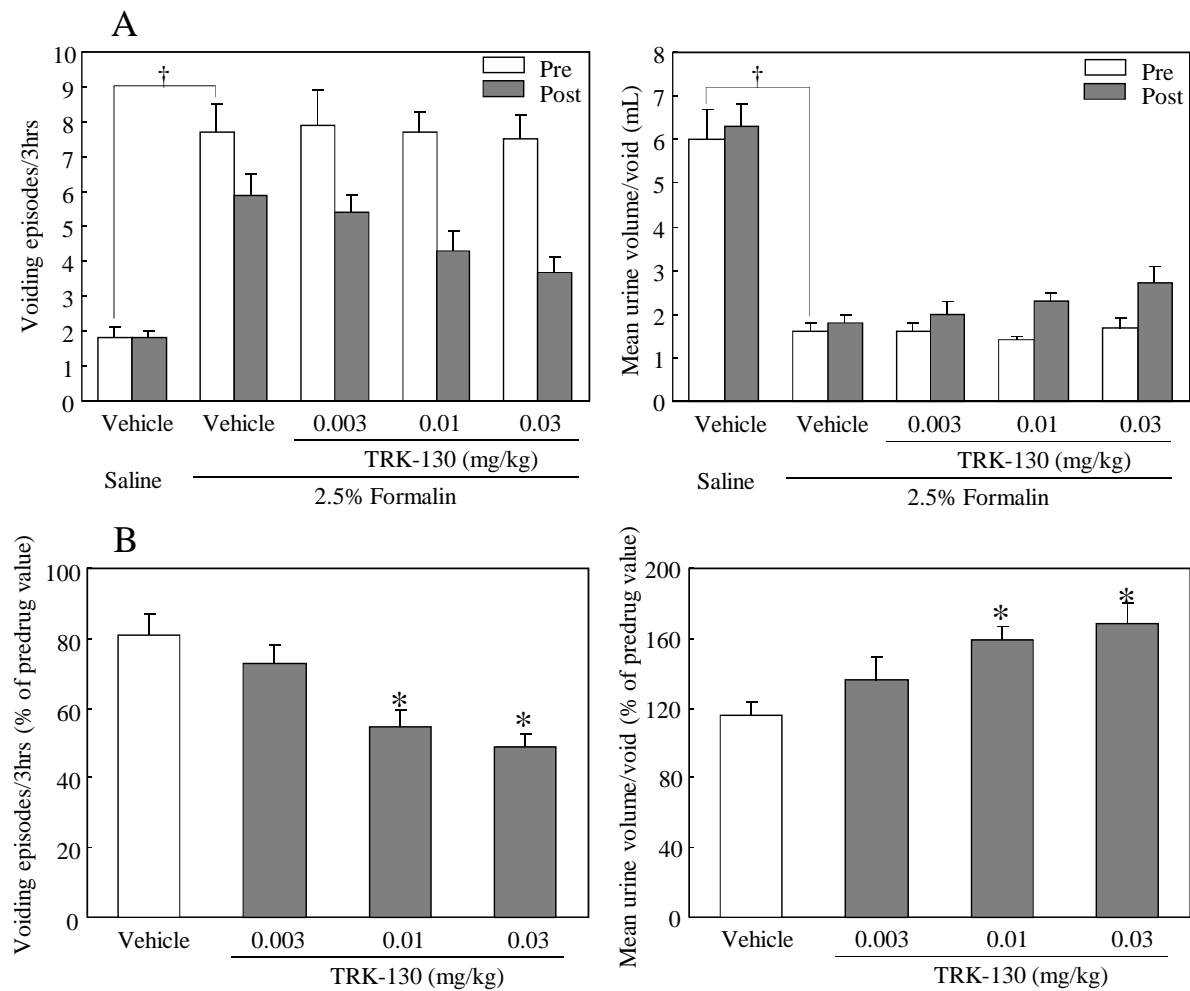 A
Voiding episodes/3hrs
10
9
8
7
6
5
4
3
2
1
0
†
Pre
Post
Vehicle
Vehicle
0.003
0.01
0.03
TRK-130 (mg/kg)
Saline
2.5% Formalin
Mean urine volume/void (mL)
8
7
6
5
4
3
2
1
0
†
Pre
Post
Vehicle
Vehicle
0.003
0.01
0.03
TRK-130 (mg/kg)
Saline
2.5% Formalin
B
Voiding episodes/3hrs (% of predrug value)
100
80
60
40
20
0
*
*
Vehicle
0.003
0.01
0.03
TRK-130 (mg/kg)
Mean urine volume/void (% of predrug value)
200
160
120
80
40
0
*
*
Vehicle
0.003
0.01
0.03
TRK-130 (mg/kg)